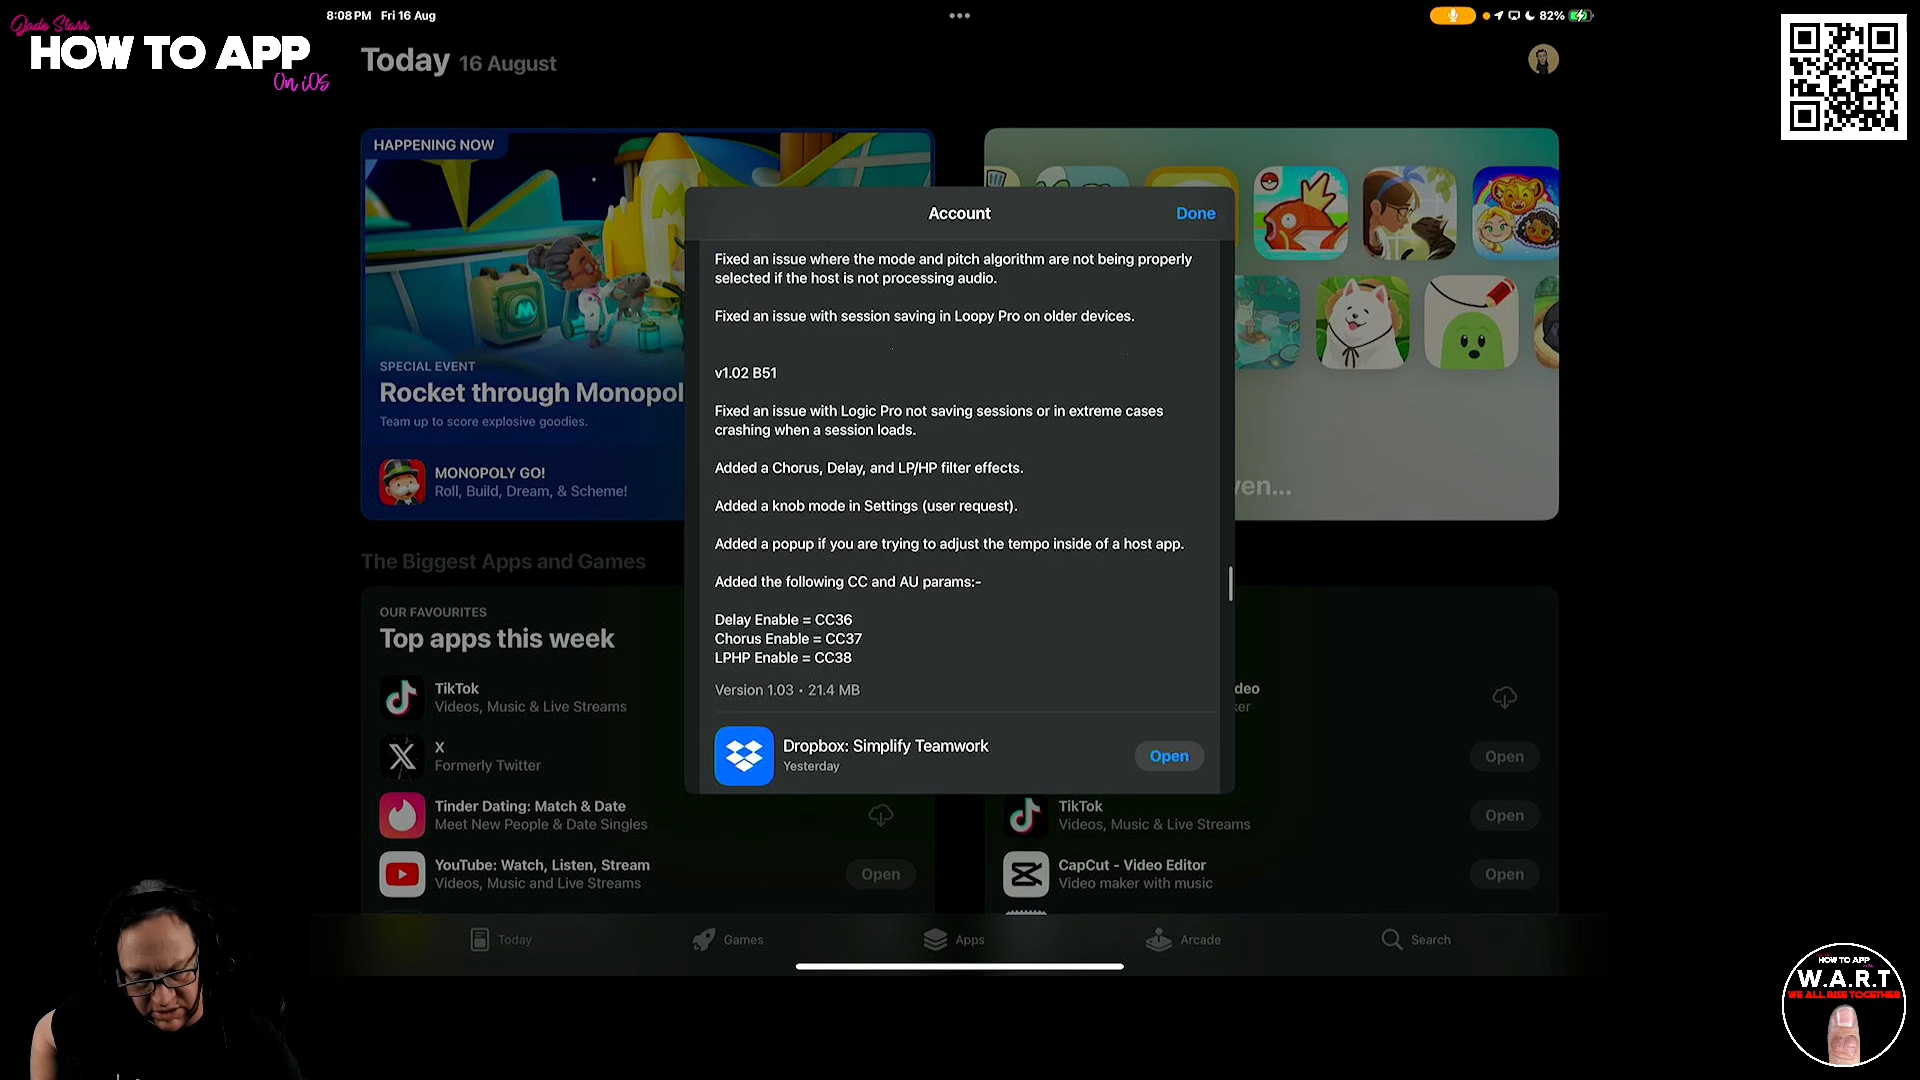 Jade Starr
HOW TO APP
On iOS
8:08 PM Fri 16 Aug
82%
Today 16 August
HAPPENING NOW
SPECIAL EVENT
Rocket through Monopol
Team up to score explosive goodies.
MONOPOLY GO!
Roll, Build, Dream, & Scheme!
ven...
Account
Done
Fixed an issue where the mode and pitch algorithm are not being properly
selected if the host is not processing audio.
Fixed an issue with session saving in Loopy Pro on older devices.
v1.02 B51
Fixed an issue with Logic Pro not saving sessions or in extreme cases
crashing when a session loads.
Added a Chorus, Delay, and LP/HP filter effects.
Added a knob mode in Settings (user request).
Added a popup if you are trying to adjust the tempo inside of a host app.
Added the following CC and AU params:-
Delay Enable = CC36
Chorus Enable = CC37
LPHP Enable = CC38
Version 1.03 • 21.4 MB
Dropbox: Simplify Teamwork
Yesterday
Open
The Biggest Apps and Games
OUR FAVOURITES
Top apps this week
TikTok
Videos, Music & Live Streams
X
Formerly Twitter
Tinder Dating: Match & Date
Meet New People & Date Singles
YouTube: Watch, Listen, Stream
Videos, Music and Live Streams
Open
deo
ker
Open
TikTok
Videos, Music & Live Streams
Open
CapCut - Video Editor
Video maker with music
Open
Today
Games
Apps
Arcade
Search
HOW TO APP
W.A.R.T
WE ALL RISE TOGETHER